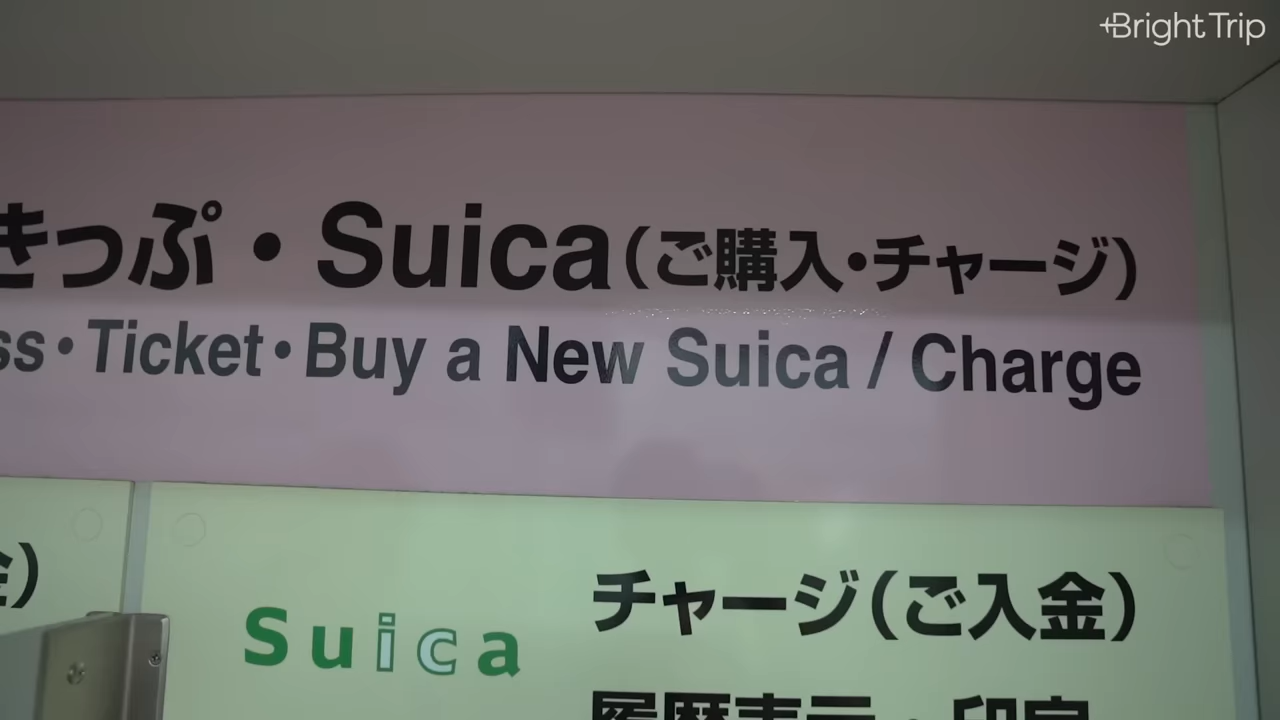 Bright Trip
きっぷ・Suica(ご購入・チャージ)
ss・Ticket・Buy a New Suica / Charge
金)
Suica
チャージ(ご入金)
履歴表示・印字